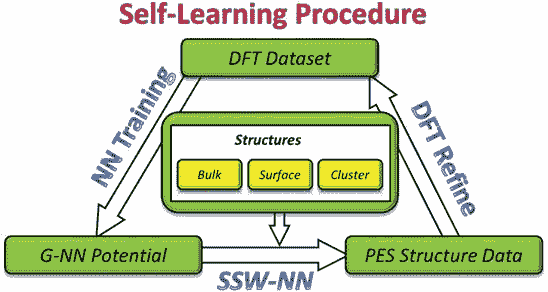 Self-Learning Procedure
DFT Dataset
NN Training
DFT Refine
Structures
Bulk
Surface
Cluster
G-NN Potential
SSW-NN
PES Structure Data